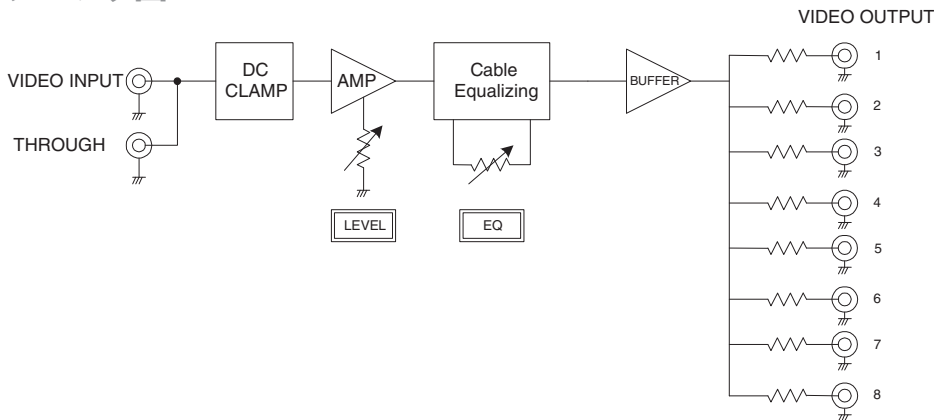 VIDEO OUTPUT
VIDEO INPUT
THROUGH
DC
CLAMP
AMP
Cable
Equalizing
BUFFER
LEVEL
EQ
1
2
3
4
5
6
7
8